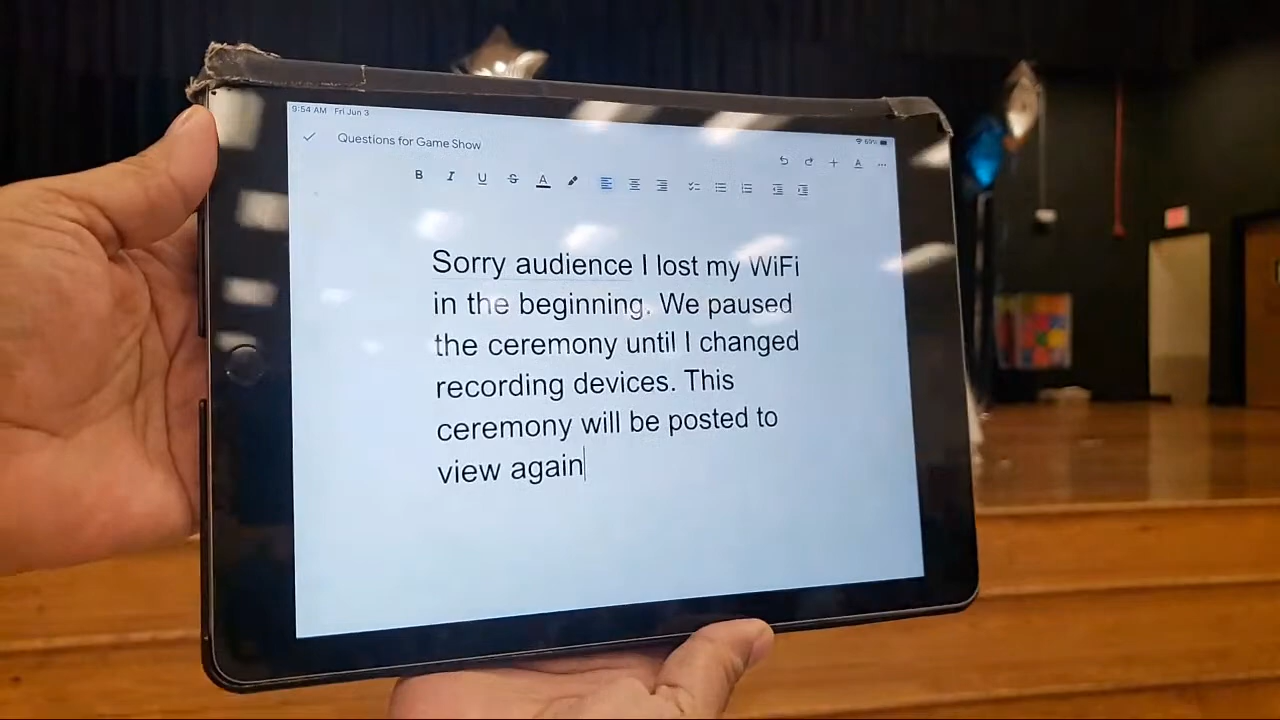 9:54 AM Fri Jun 3
69%
Questions for Game Show
B I U S A
A
Sorry audience I lost my WiFi
in the beginning. We paused
the ceremony until I changed
recording devices. This
ceremony will be posted to
view again